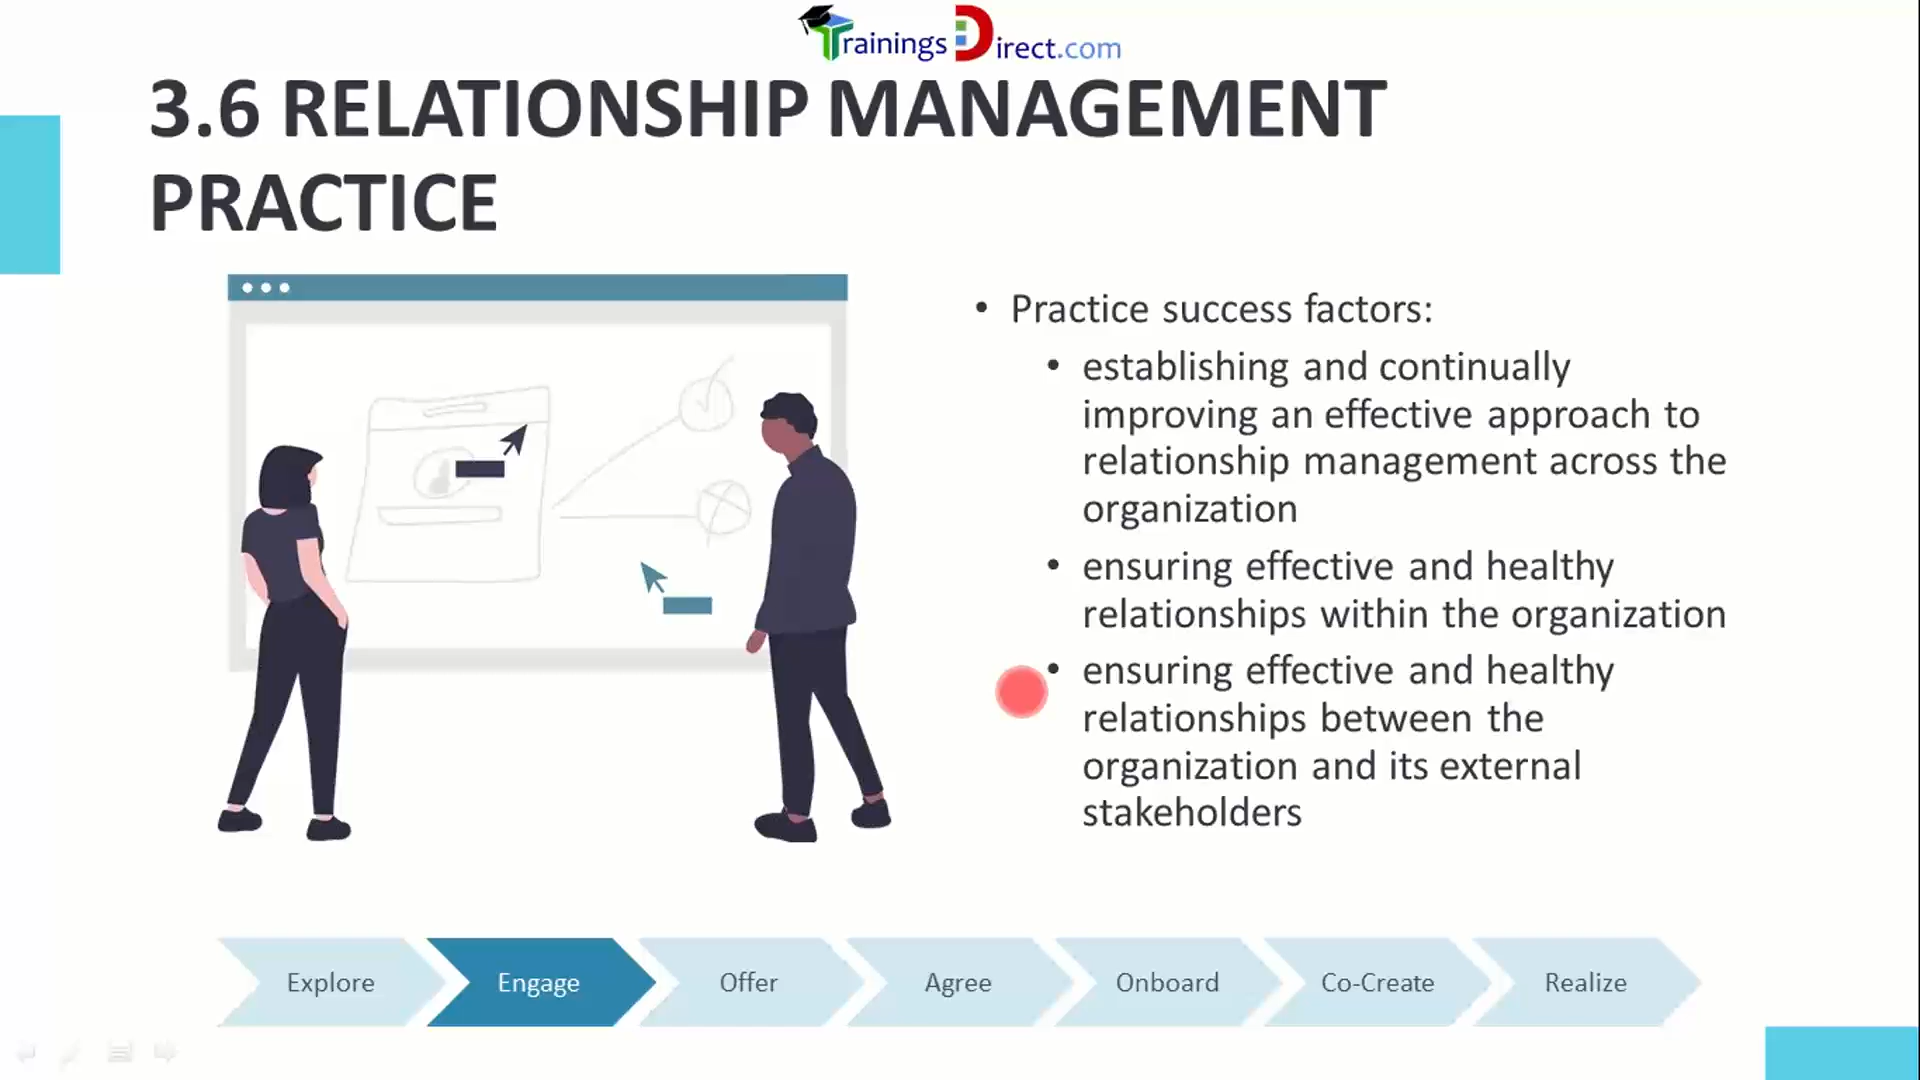 TrainingsDirect.com
3.6 RELATIONSHIP MANAGEMENT
PRACTICE
• Practice success factors:
• establishing and continually
improving an effective approach to
relationship management across the
organization
• ensuring effective and healthy
relationships within the organization
• ensuring effective and healthy
relationships between the
organization and its external
stakeholders
Explore
Engage
Offer
Agree
Onboard
Co-Create
Realize